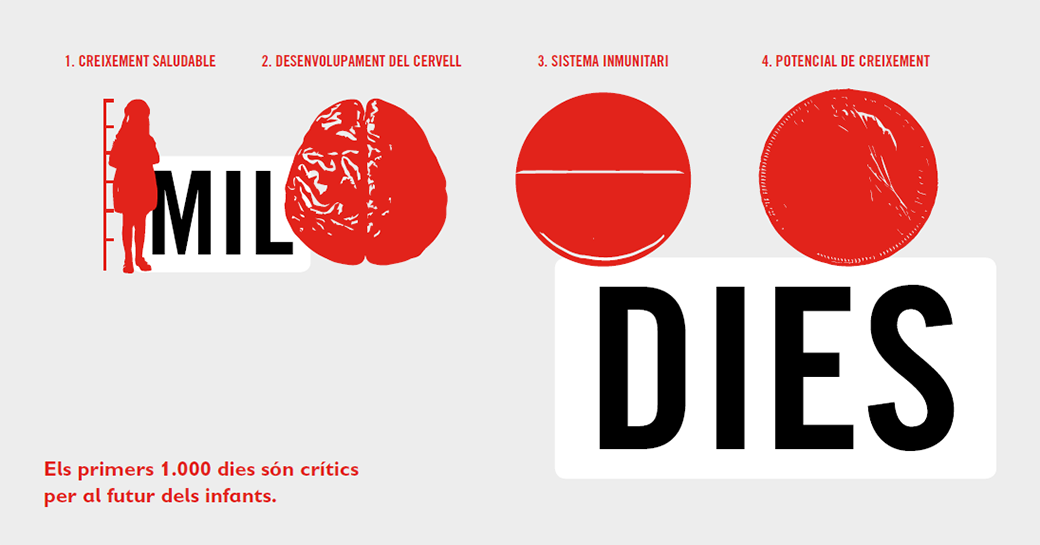 1. CREIXEMENT SALUDABLE
2. DESENVOLUPAMENT DEL CERVELL
3. SISTEMA INMUNITARI
4. POTENCIAL DE CREIXEMENT
MIL
DIES
Els primers 1.000 dies són crítics
per al futur dels infants.